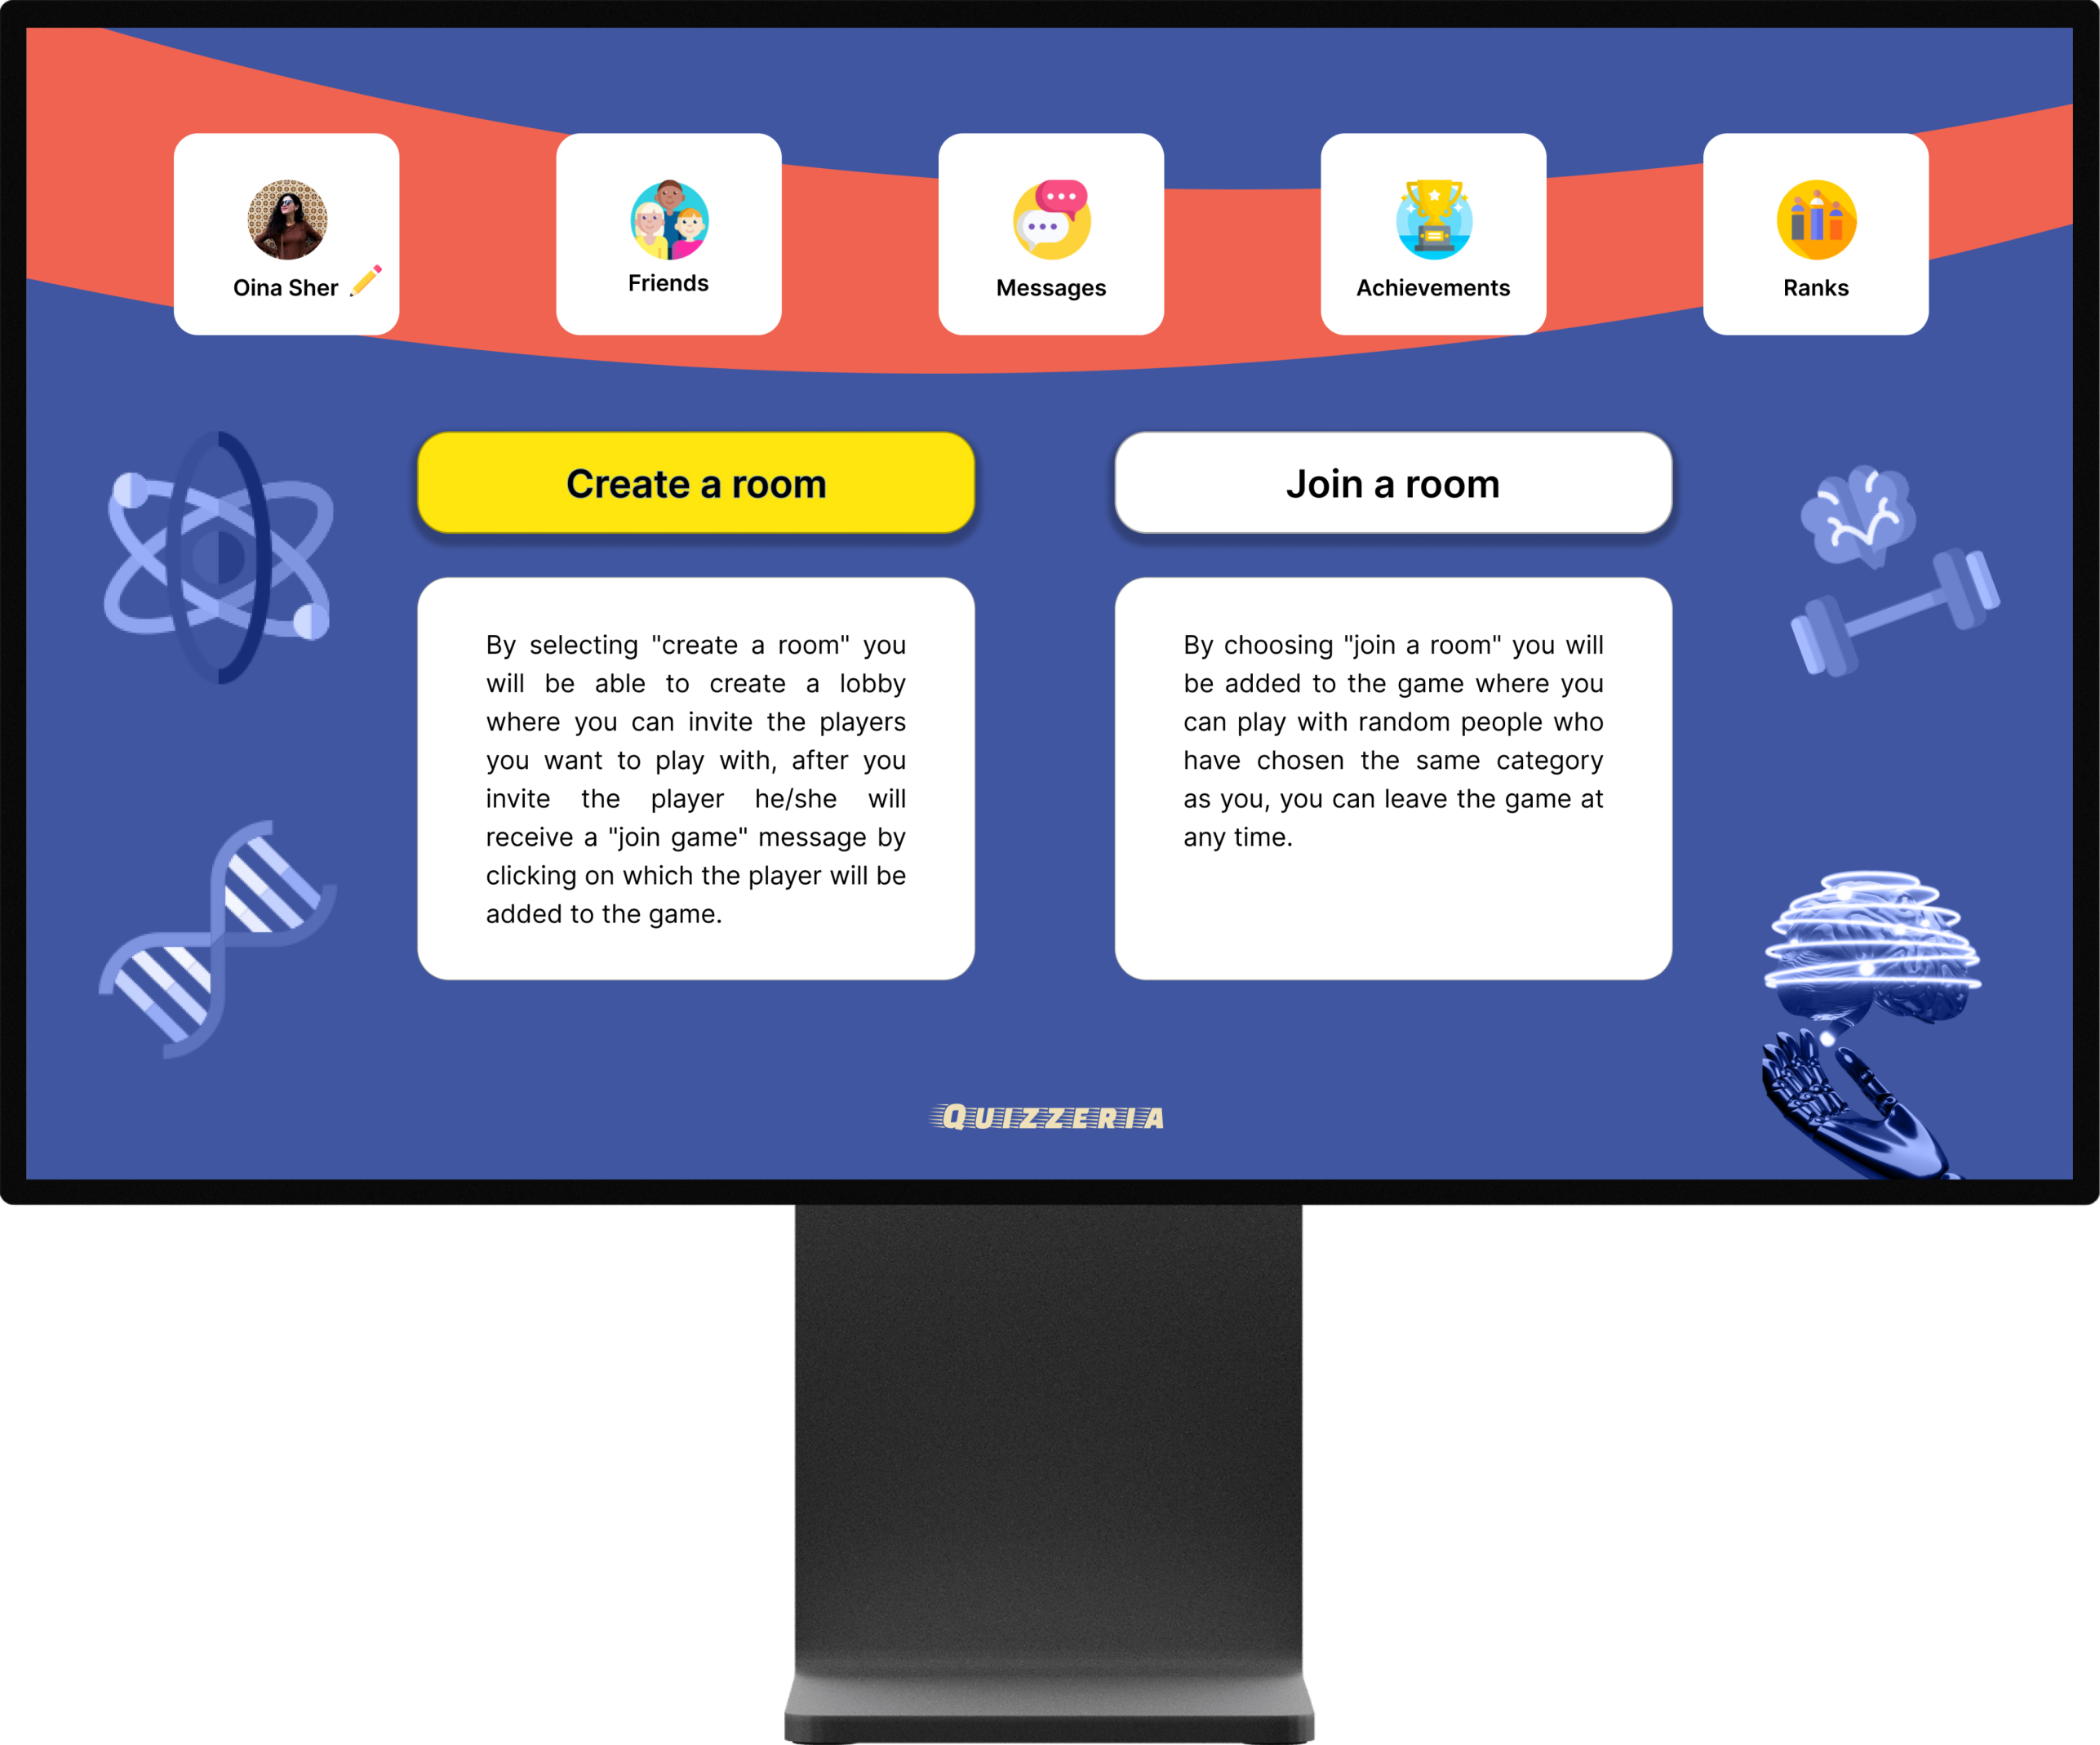 Oina Sher
Friends
Messages
Achievements
Ranks
Create a room
Join a room
By selecting "create a room" you
will be able to create a lobby
where you can invite the players
you want to play with, after you
invite the player he/she will
receive a "join game" message by
clicking on which the player will be
added to the game.
By choosing "join a room" you will
be added to the game where you
can play with random people who
have chosen the same category
as you, you can leave the game at
any time.
QUIZZERIA